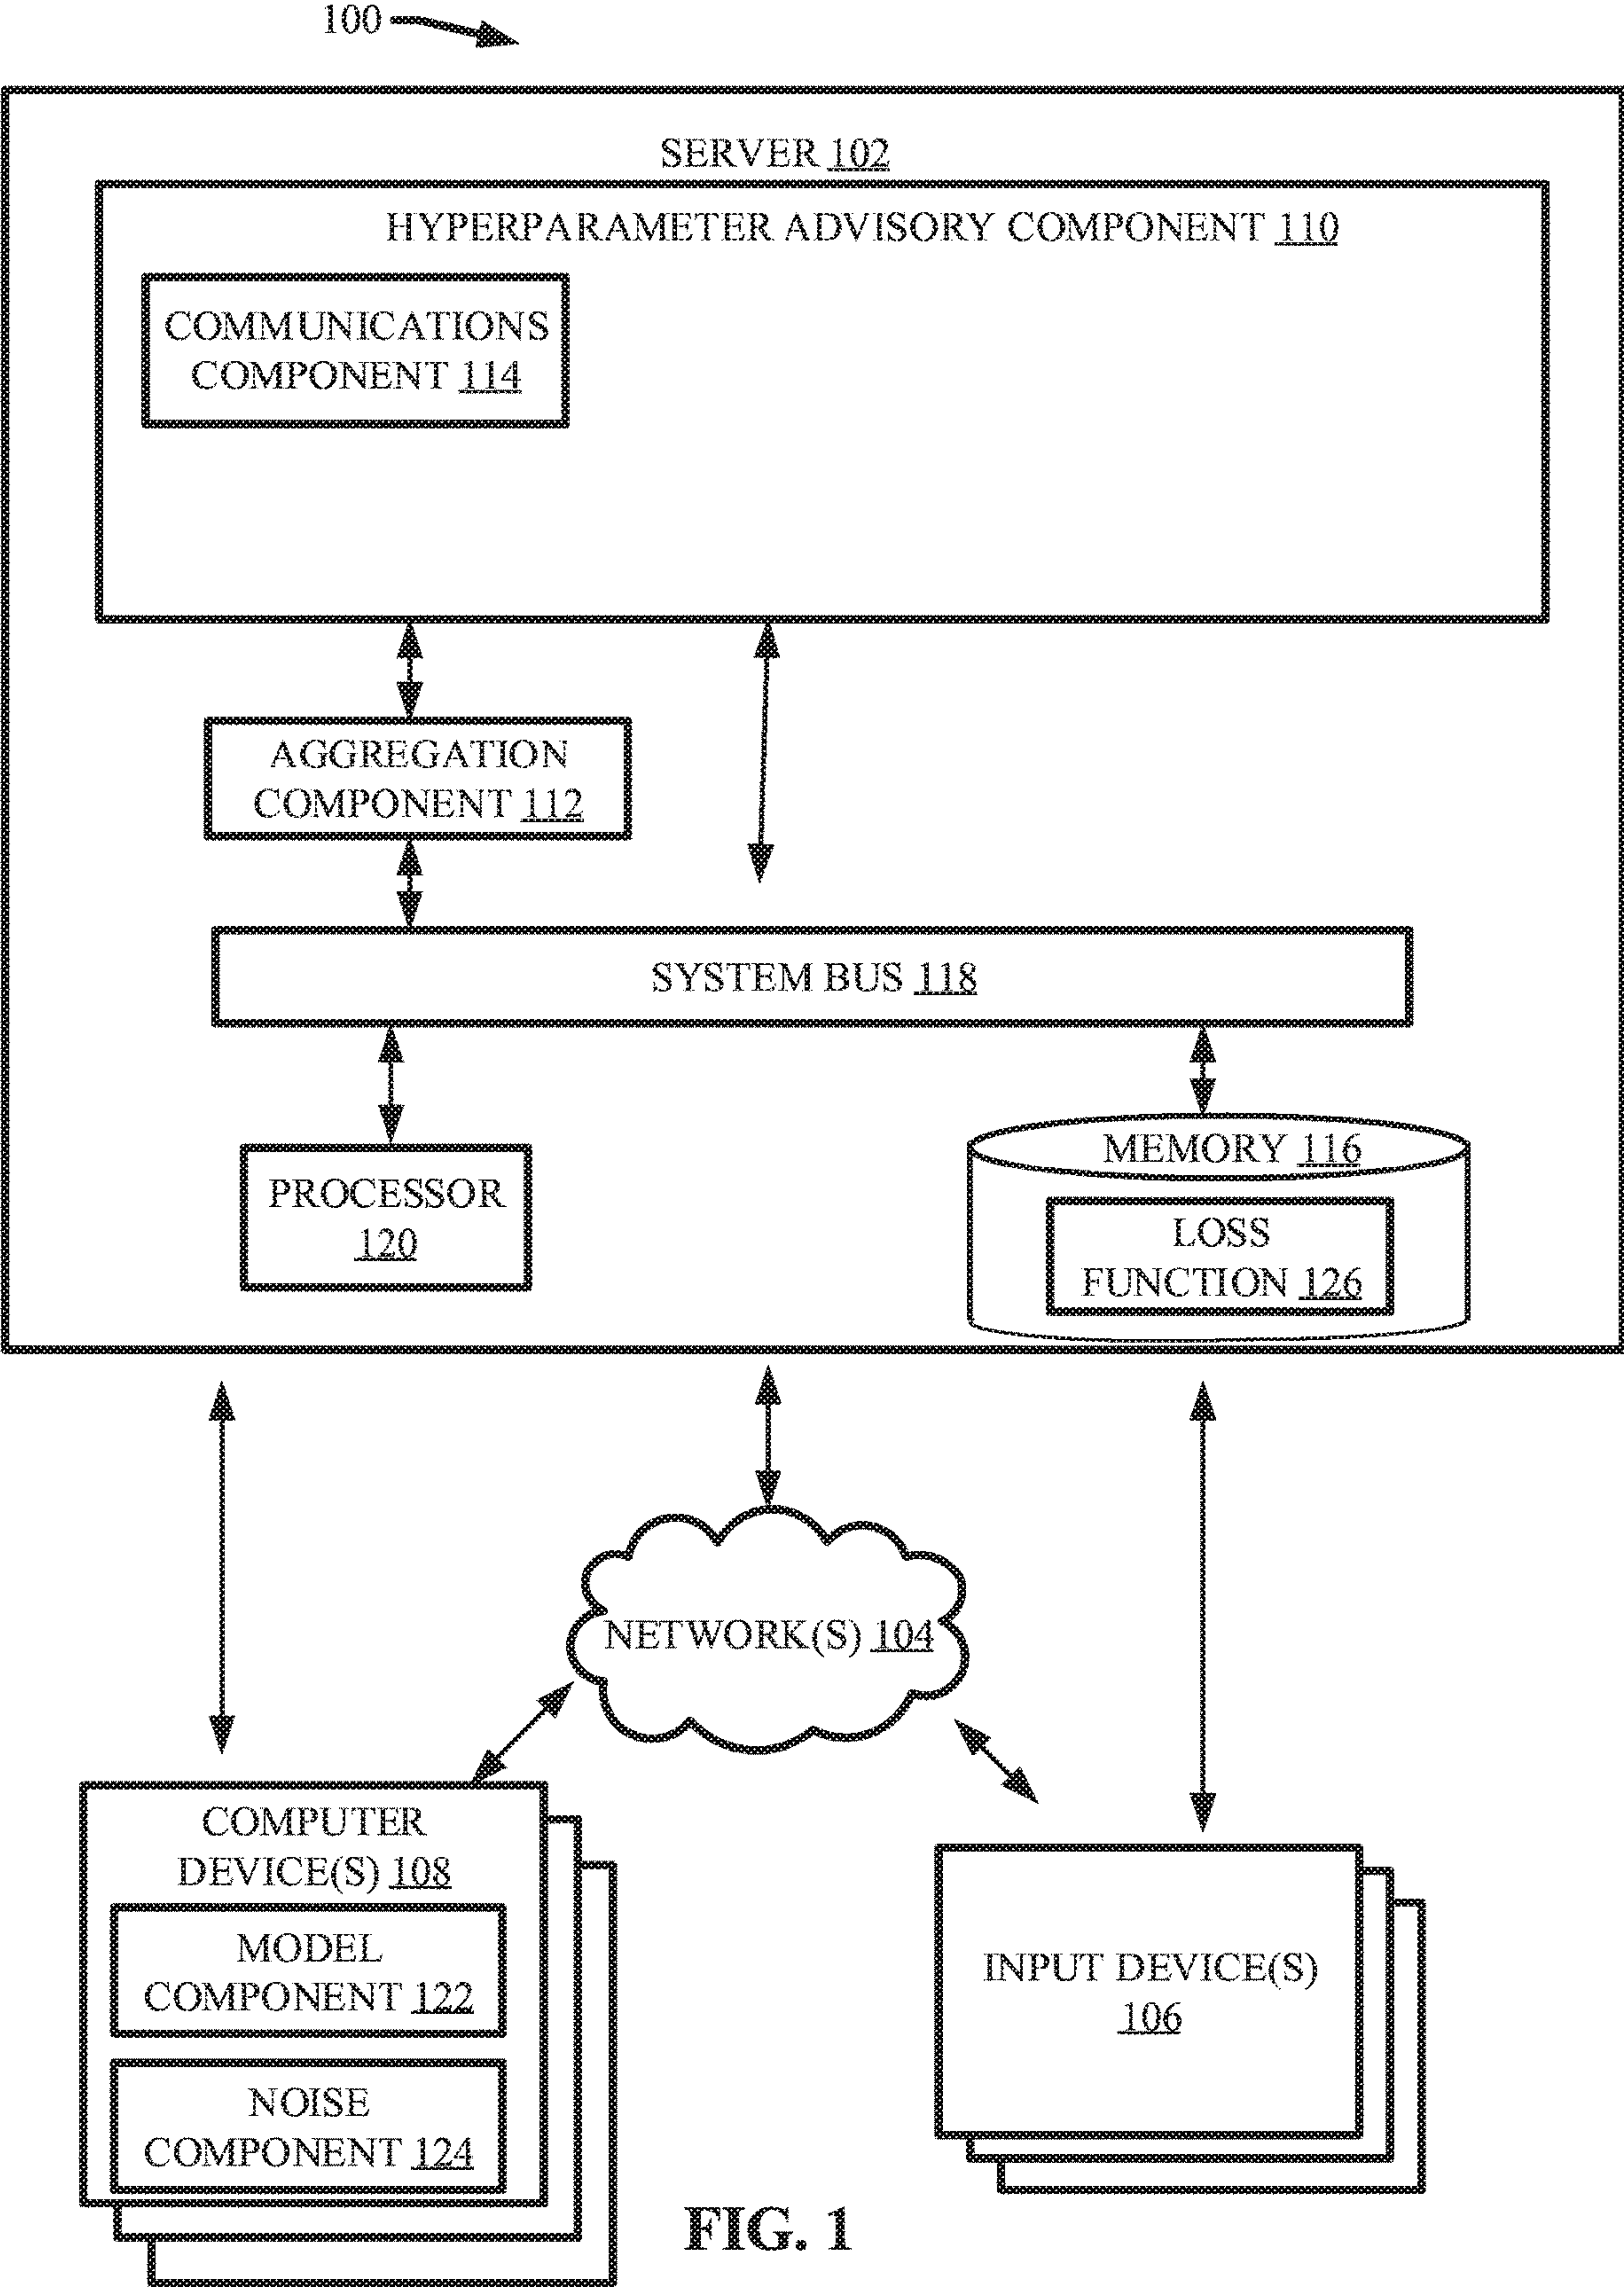 100
SERVER 102
HYPERPARAMETER ADVISORY COMPONENT 110
COMMUNICATIONS
COMPONENT 114
AGGREGATION
COMPONENT 112
SYSTEM BUS 118
PROCESSOR
120
MEMORY 116
LOSS
FUNCTION 126
NETWORK(S) 104
COMPUTER
DEVICE(S) 108
MODEL
COMPONENT 122
NOISE
COMPONENT 124
INPUT DEVICE(S)
106
FIG. 1